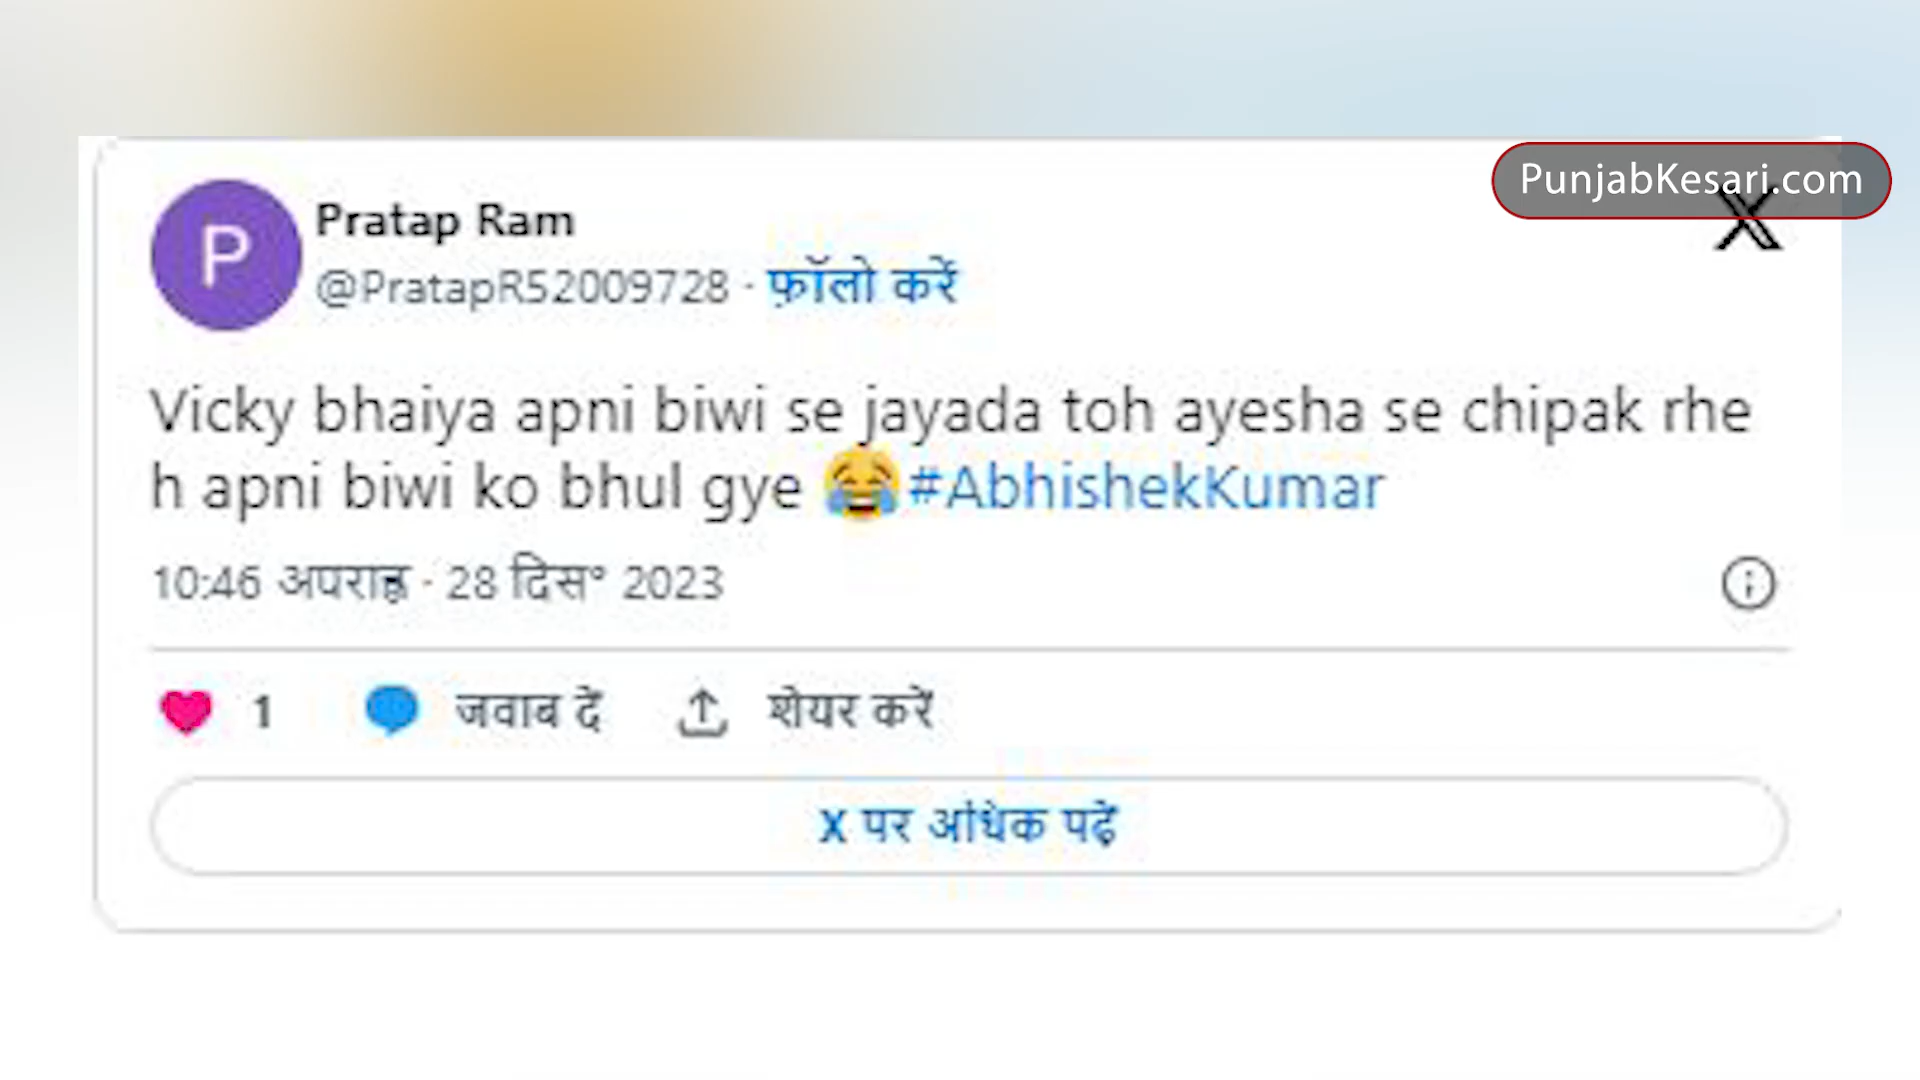 PunjabKesari.com
P
Pratap Ram
X
@PratapR52009728 · फ़ॉलो करें
Vicky bhaiya apni biwi se jayada toh ayesha se chipak rhe
h apni biwi ko bhul gye 😂#AbhishekKumar
10:46 अपराह्न · 28 दिस॰ 2023
1 जवाब दें शेयर करें
X पर अधिक पढ़ें